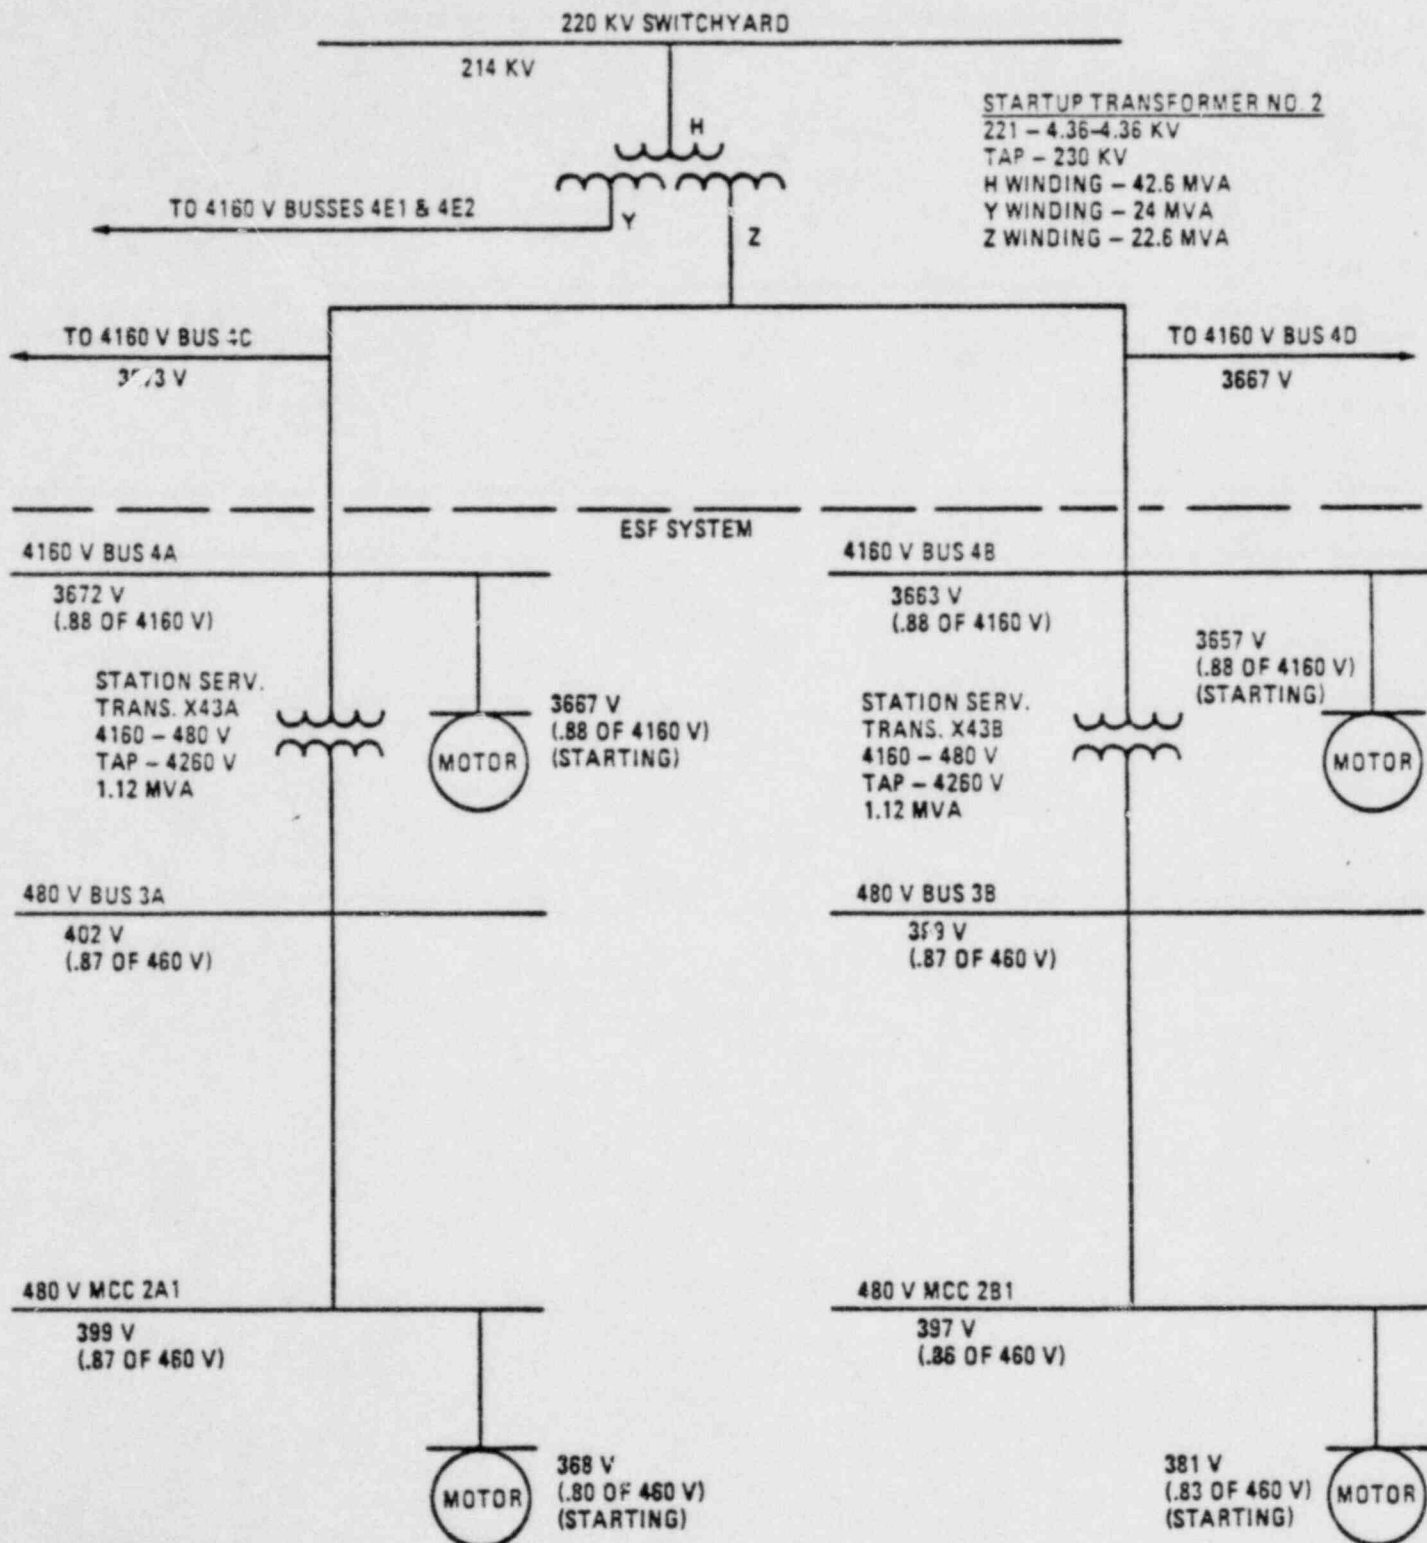 220 KV SWITCHYARD
214 KV
H
STARTUP TRANSFORMER NO. 2
221 – 4.36-4.36 KV
TAP – 230 KV
H WINDING – 42.6 MVA
Y WINDING – 24 MVA
Z WINDING – 22.6 MVA
TO 4160 V BUSSES 4E1 & 4E2
Y
Z
TO 4160 V BUS
TO 4160 V BUS 4D
3667 V
ESF SYSTEM
4160 V BUS 4A
3672 V
(.88 OF 4160 V)
STATION SERV.
TRANS. X43A
4160 – 480 V
TAP – 4260 V
1.12 MVA
MOTOR
3667 V
(.88 OF 4160 V)
(STARTING)
4160 V BUS 4B
3663 V
(.88 OF 4160 V)
3657 V
(.88 OF 4160 V)
(STARTING)
STATION SERV.
TRANS. X43B
4160 – 480 V
TAP – 4260 V
1.12 MVA
MOTOR
480 V BUS 3A
402 V
(.87 OF 460 V)
480 V BUS 3B
V
(.87 OF 460 V)
480 V MCC 2A1
399 V
(.87 OF 460 V)
MOTOR
368 V
(.80 OF 460 V)
(STARTING)
480 V MCC 2B1
397 V
(.86 OF 460 V)
381 V
(.83 OF 460 V)
(STARTING)
MOTOR